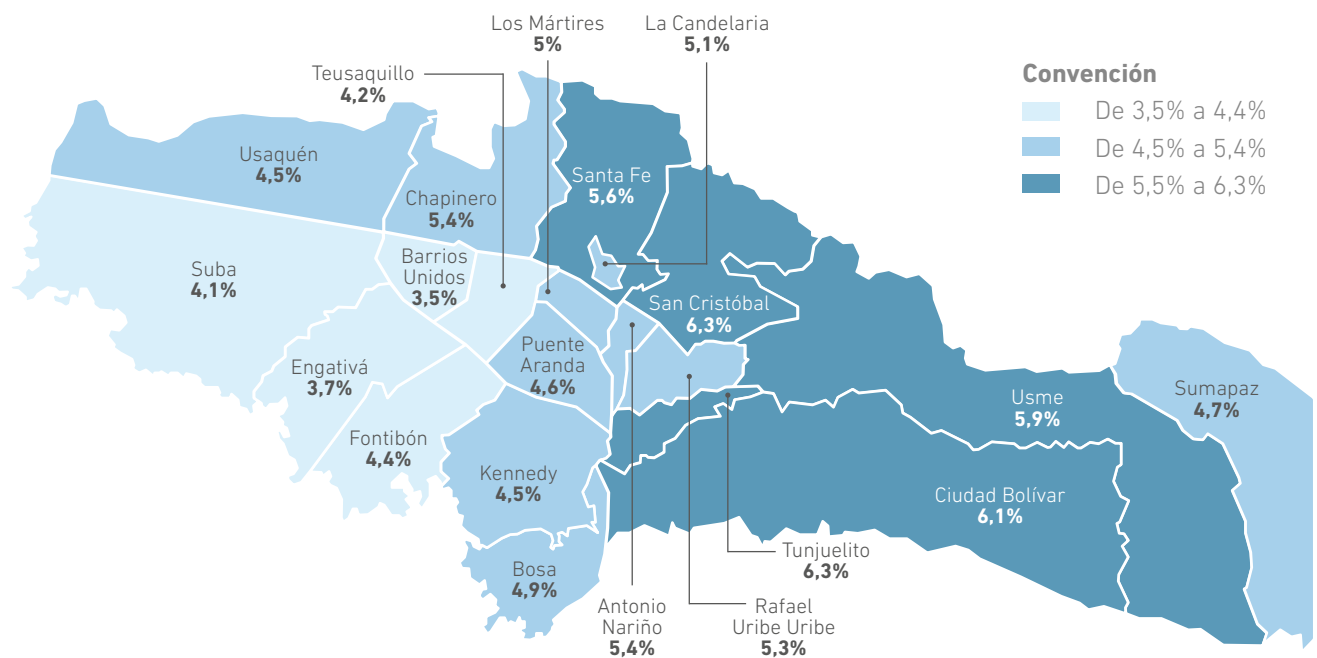 Los Mártires
5%
La Candelaria
5,1%
Teusaquillo
4,2%
Convención
De 3,5% a 4,4%
De 4,5% a 5,4%
De 5,5% a 6,3%
Usaquén
4,5%
Chapinero
5,4%
Santa Fe
5,6%
Suba
4,1%
Barrios
Unidos
3,5%
San Cristóbal
6,3%
Engativá
3,7%
Puente
Aranda
4,6%
Usme
5,9%
Sumapaz
4,7%
Fontibón
4,4%
Kennedy
4,5%
Ciudad Bolívar
6,1%
Bosa
4,9%
Tunjuelito
6,3%
Antonio
Nariño
5,4%
Rafael
Uribe Uribe
5,3%